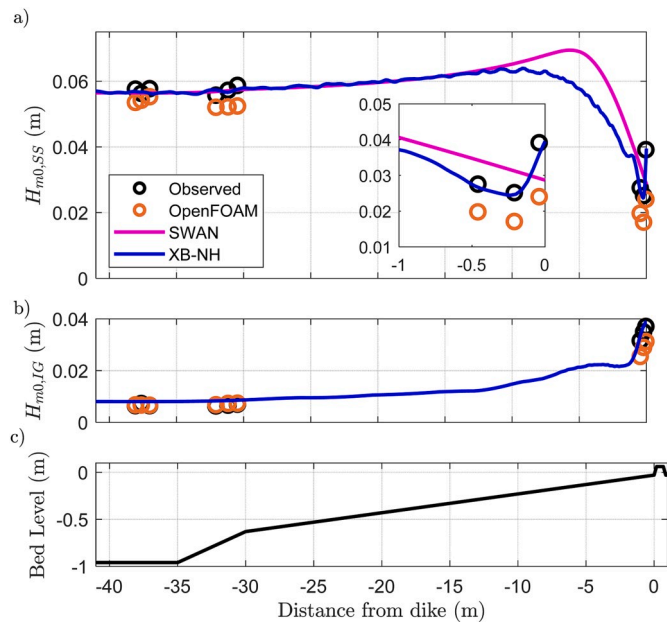 a)
H_{m0,SS} (m)
0.06
0.04
0.02
0
Observed
OpenFOAM
SWAN
XB-NH
0.05
0.04
0.03
0.02
0.01
-1 -0.5 0
b)
H_{m0,IG} (m)
0.04
0.02
0
c)
Bed Level (m)
0
-0.5
-1
-40 -35 -30 -25 -20 -15 -10 -5 0 1
Distance from dike (m)